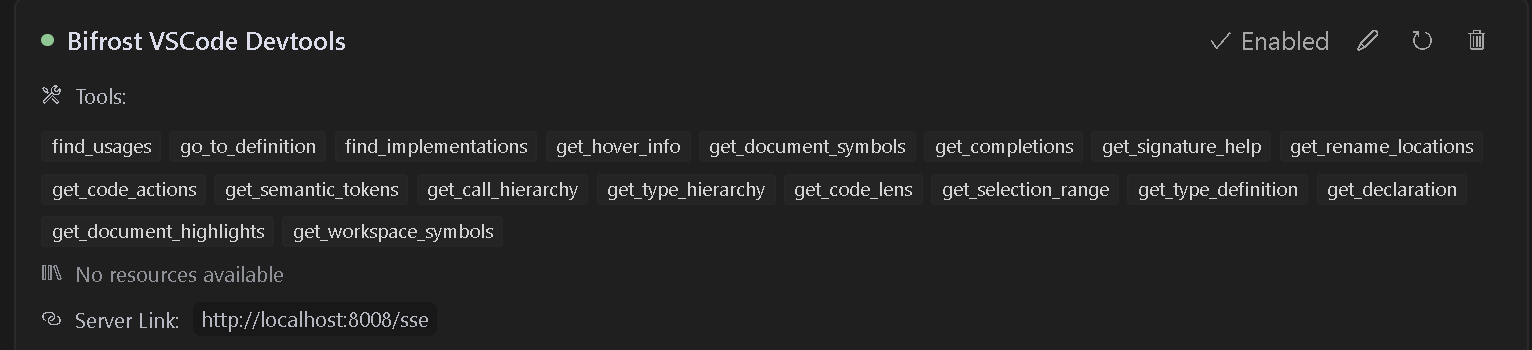 Bifrost VSCode Devtools Enabled
Tools:
find_usages go_to_definition find_implementations get_hover_info get_document_symbols get_completions get_signature_help get_rename_locations
get_code_actions get_semantic_tokens get_call_hierarchy get_type_hierarchy get_code_lens get_selection_range get_type_definition get_declaration
get_document_highlights get_workspace_symbols
No resources available
Server Link: http://localhost:8008/sse